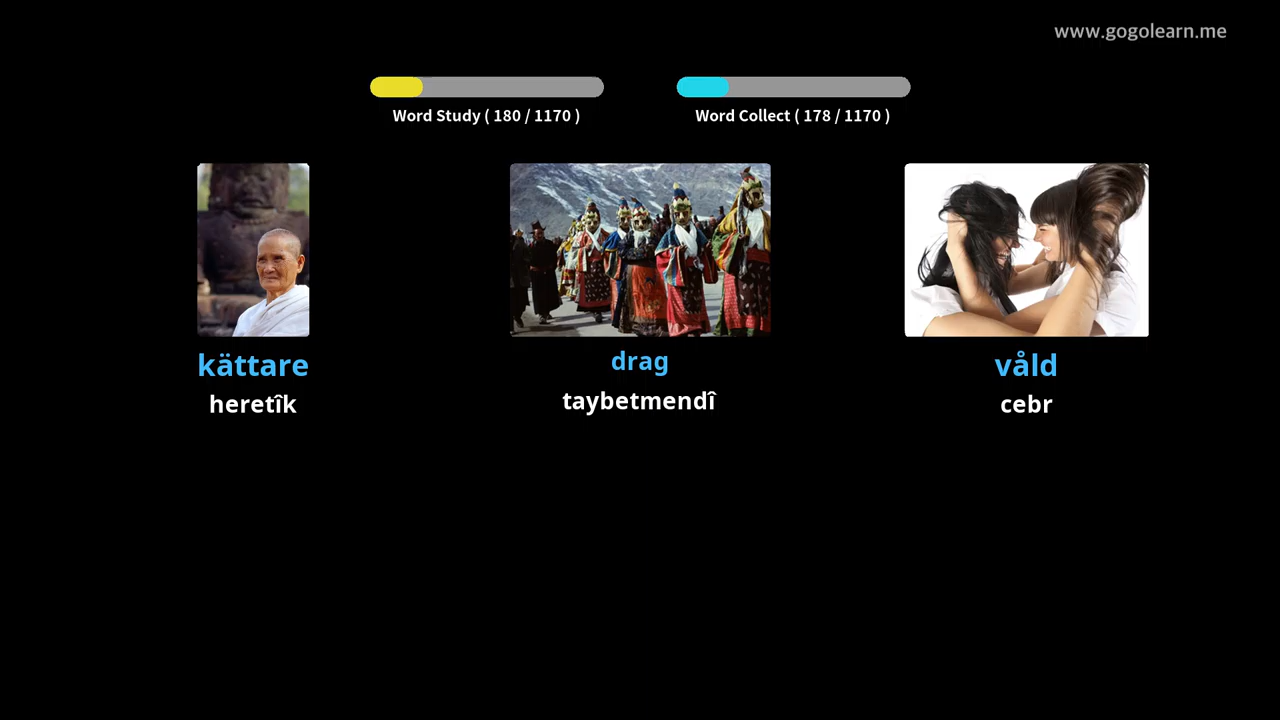 www.gogolearn.me
Word Study ( 180 / 1170 )
Word Collect ( 178 / 1170 )
kättare
heretîk
drag
taybetmendî
våld
cebr